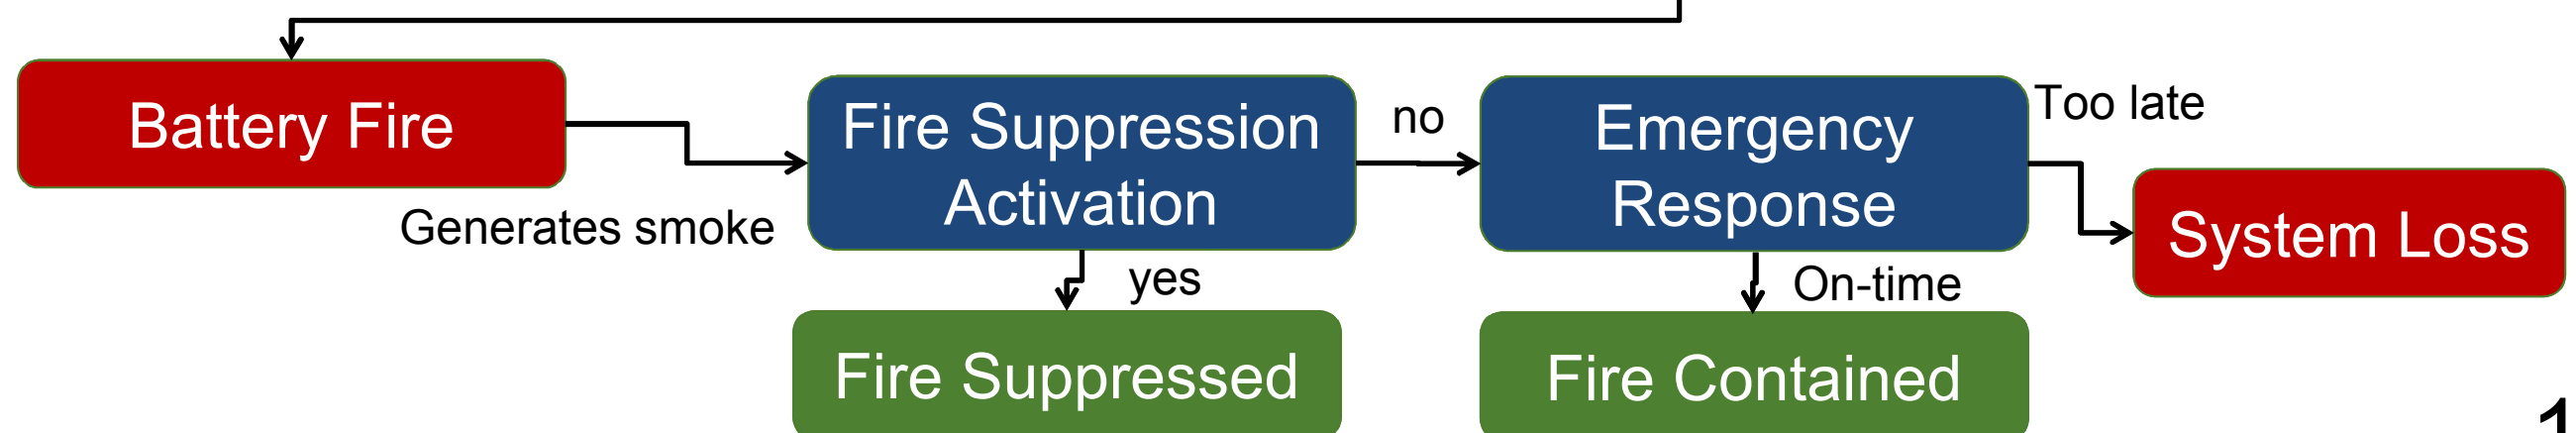 Battery Fire
Generates smoke
Fire Suppression
Activation
no
Emergency
Response
Too late
System Loss
yes
On-time
Fire Suppressed
Fire Contained